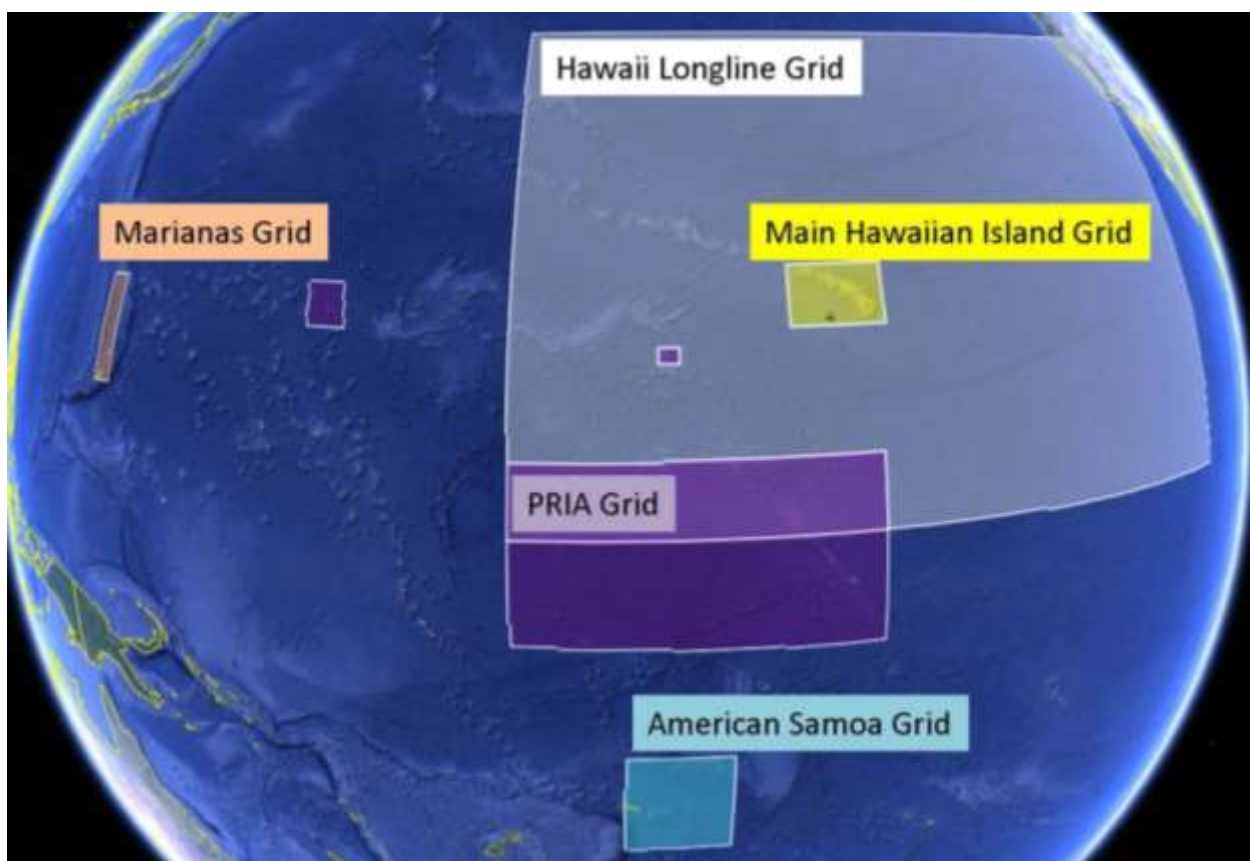 Hawaii Longline Grid
Marianas Grid
Main Hawaiian Island Grid
PRIA Grid
American Samoa Grid